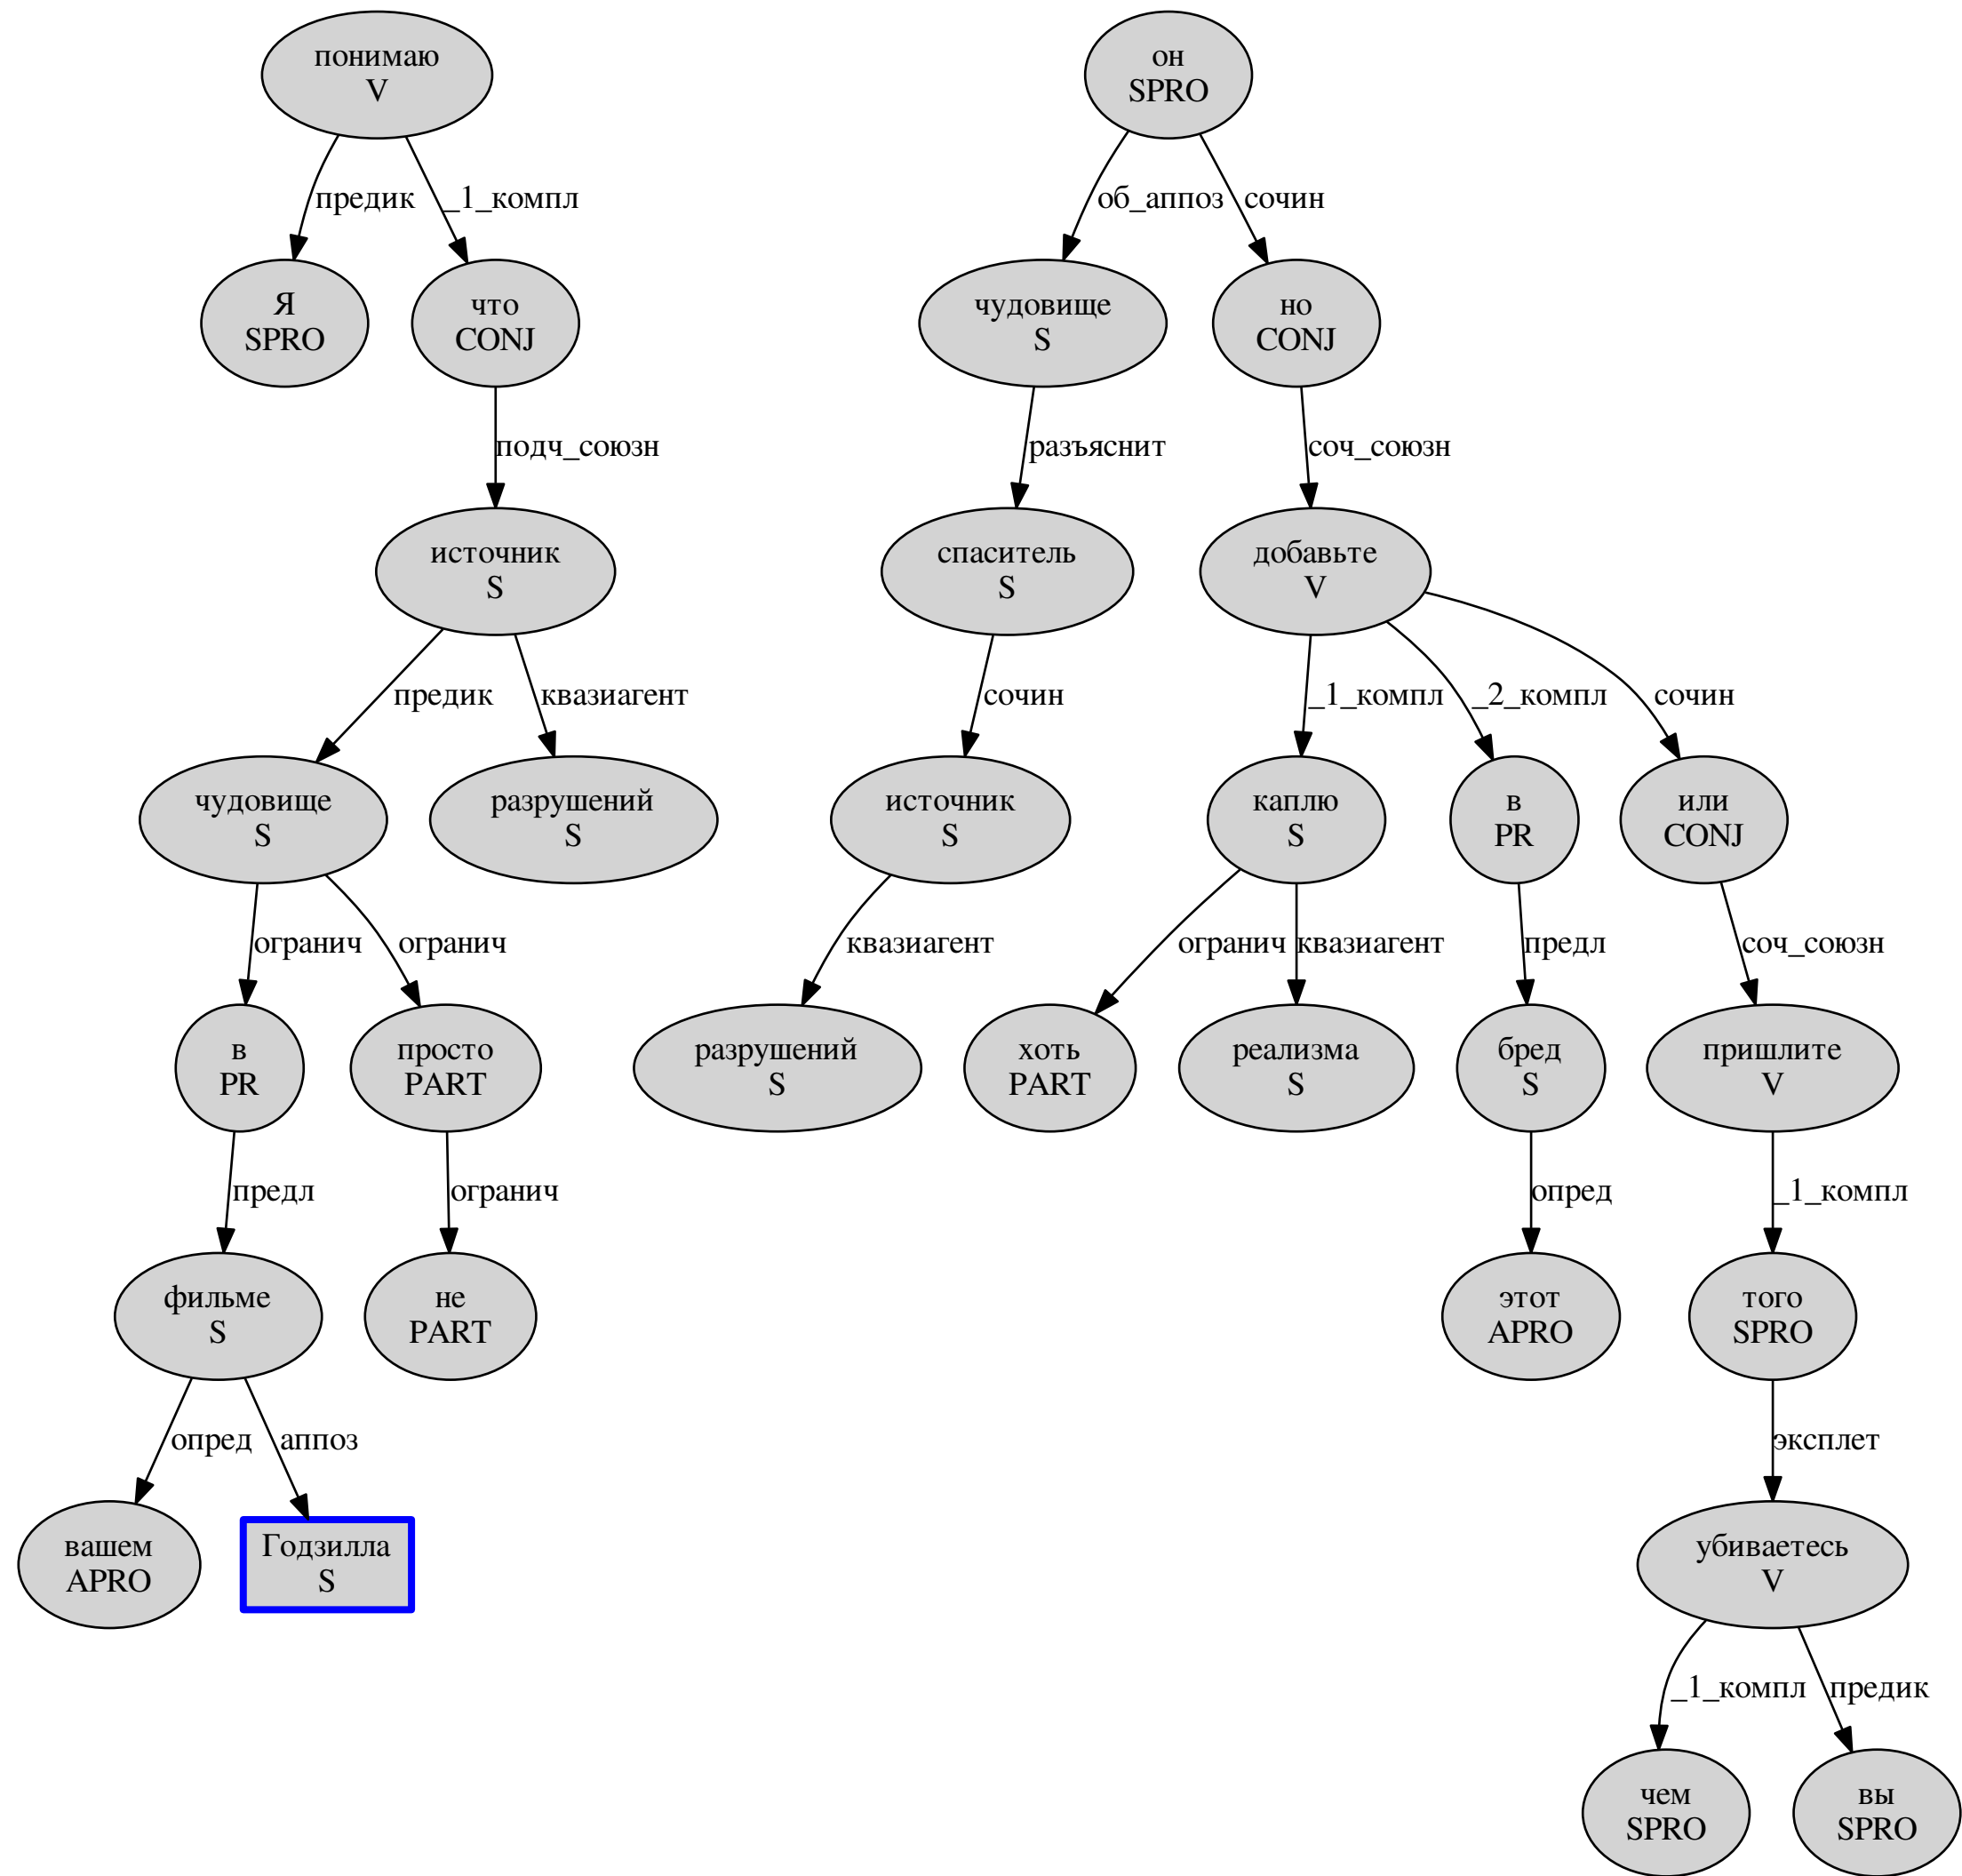 понимаю
V
он
SPRO
предик
_1_компл
об_аппоз
сочин
Я
SPRO
что
CONJ
чудовище
S
но
CONJ
подч_союзн
разъяснит
соч_союзн
источник
S
спаситель
S
добавьте
V
предик
квазиагент
сочин
_1_компл
_2_компл
сочин
чудовище
S
разрушений
S
источник
S
каплю
S
в
PR
или
CONJ
огранич
огранич
квазиагент
огранич
квазиагент
предл
соч_союзн
в
PR
просто
PART
разрушений
S
хоть
PART
реализма
S
бред
S
пришлите
V
предл
огранич
опред
_1_компл
фильме
S
не
PART
этот
APRO
того
SPRO
опред
аппоз
эксплет
вашем
APRO
Годзилла
S
убиваетесь
V
_1_компл
предик
чем
SPRO
вы
SPRO